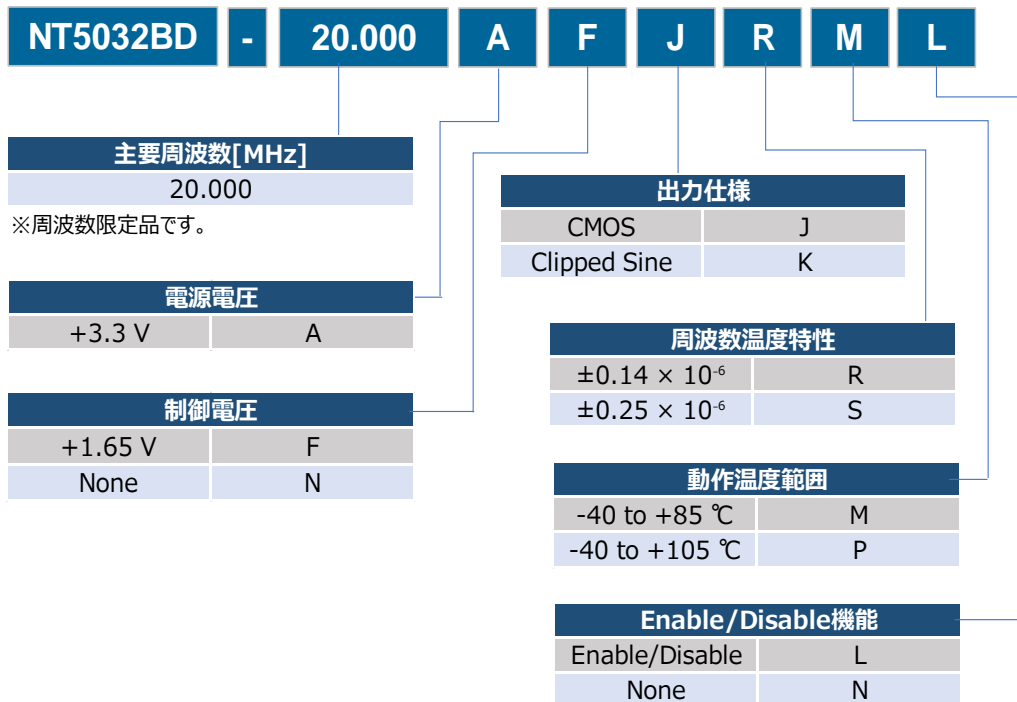 NT5032BD - 20.000 A F J R M L
主要周波数[MHz]
20.000
※周波数限定品です。
電源電圧
+3.3 V A
制御電圧
+1.65 V F
None N
出力仕様
CMOS J
Clipped Sine K
周波数温度特性
±0.14 × 10⁻⁶ R
±0.25 × 10⁻⁶ S
動作温度範囲
-40 to +85 ℃ M
-40 to +105 ℃ P
Enable/Disable機能
Enable/Disable L
None N